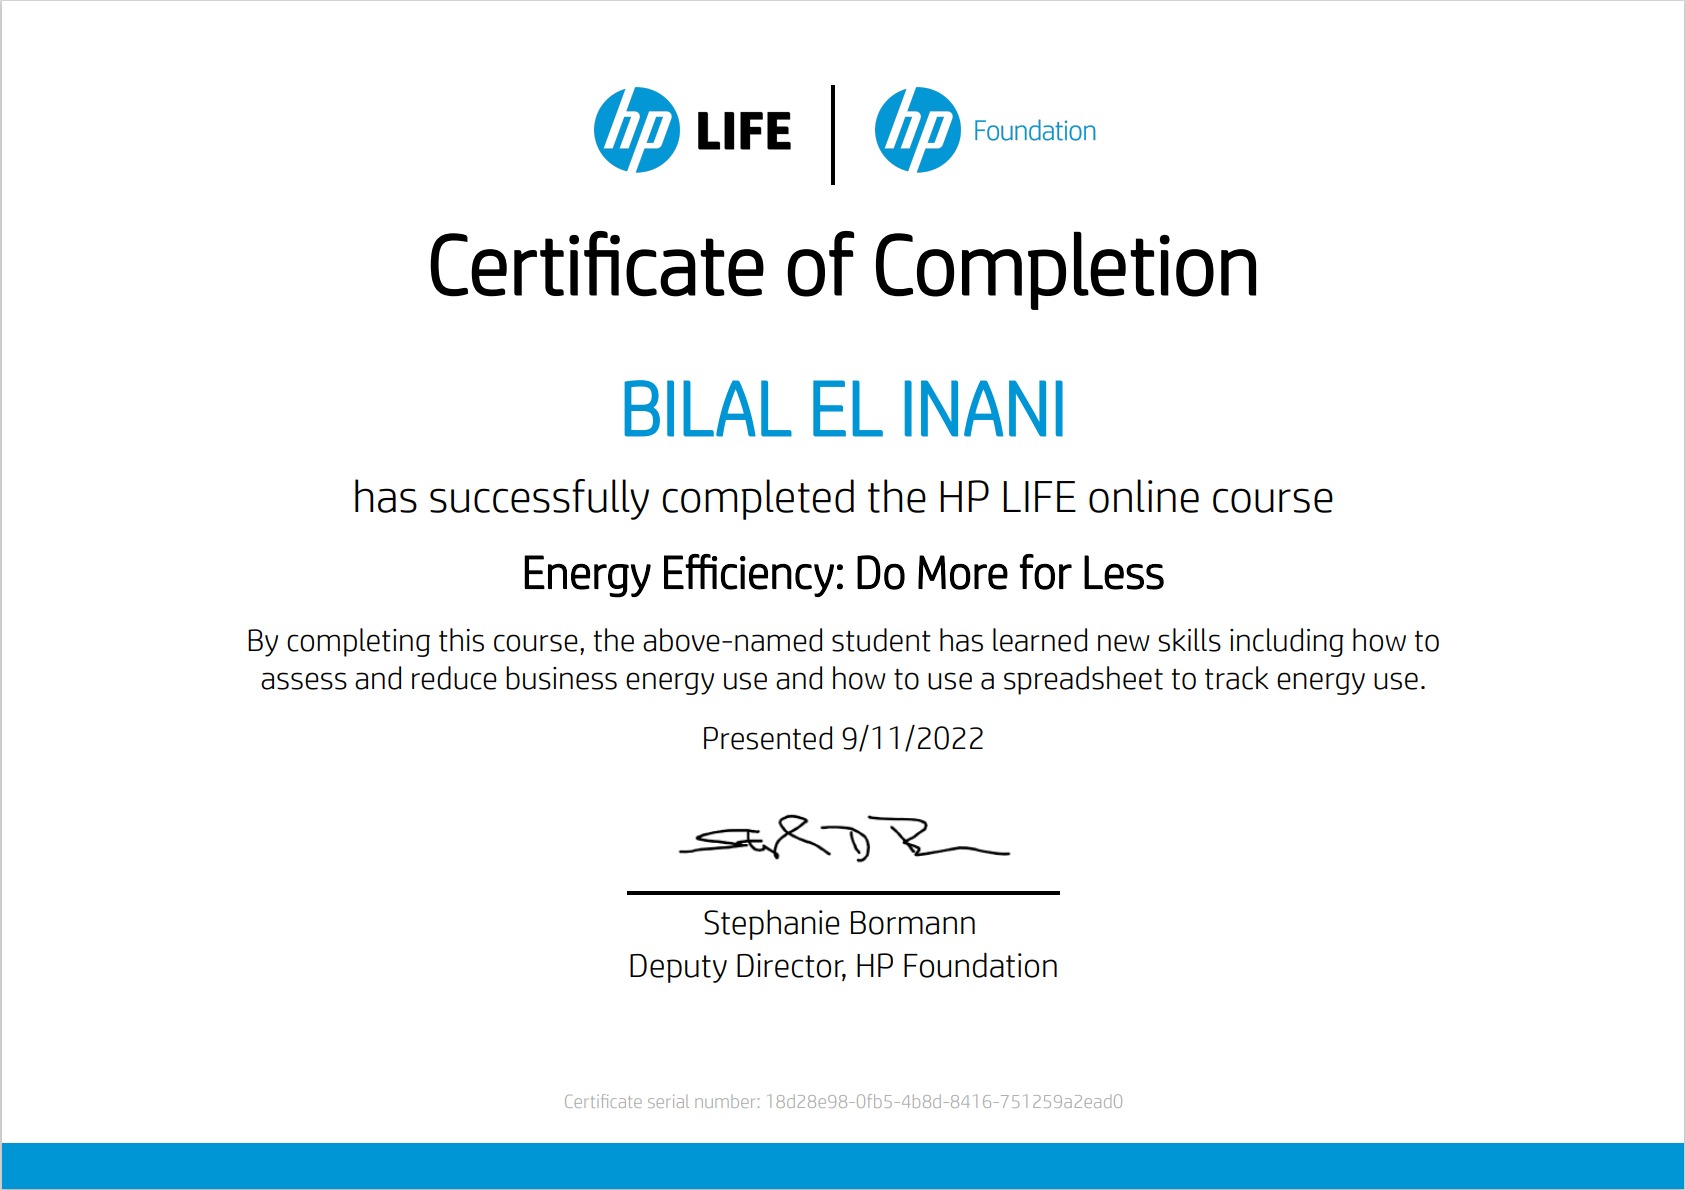 hp LIFE | hp Foundation
Certificate of Completion
BILAL EL INANI
has successfully completed the HP LIFE online course
Energy Efficiency: Do More for Less
By completing this course, the above-named student has learned new skills including how to
assess and reduce business energy use and how to use a spreadsheet to track energy use.
Presented 9/11/2022
Stephanie Bormann
Deputy Director, HP Foundation
Certificate serial number: 18d28e98-0fb5-4b8d-8416-751259a2ead0